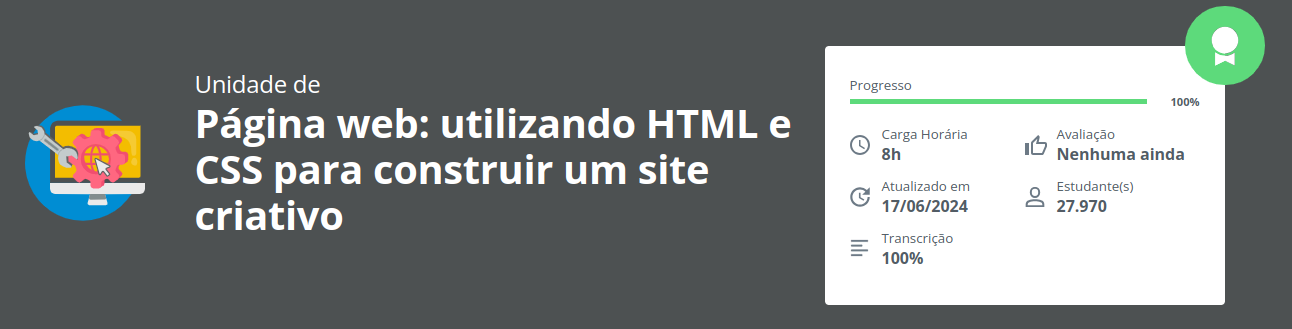 Unidade de
Página web: utilizando HTML e
CSS para construir um site
criativo
Progresso
100%
Carga Horária
8h
Avaliação
Nenhuma ainda
Atualizado em
17/06/2024
Estudante(s)
27.970
Transcrição
100%